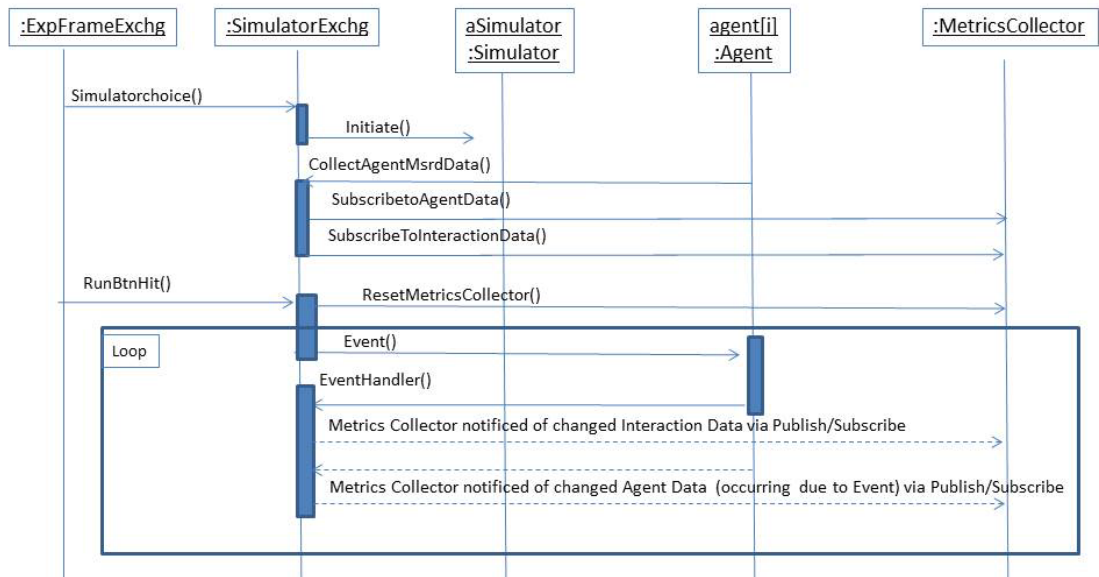 :ExpFrameExchg
:SimulatorExchg
aSimulator
:Simulator
agent[i]
:Agent
:MetricsCollector
Simulatorchoice()
Initiate()
CollectAgentMsrdData()
SubscribetoAgentData()
SubscribeToInteractionData()
RunBtnHit()
ResetMetricsCollector()
Loop
Event()
EventHandler()
Metrics Collector notificed of changed Interaction Data via Publish/Subscribe
Metrics Collector notificed of changed Agent Data (occurring due to Event) via Publish/Subscribe